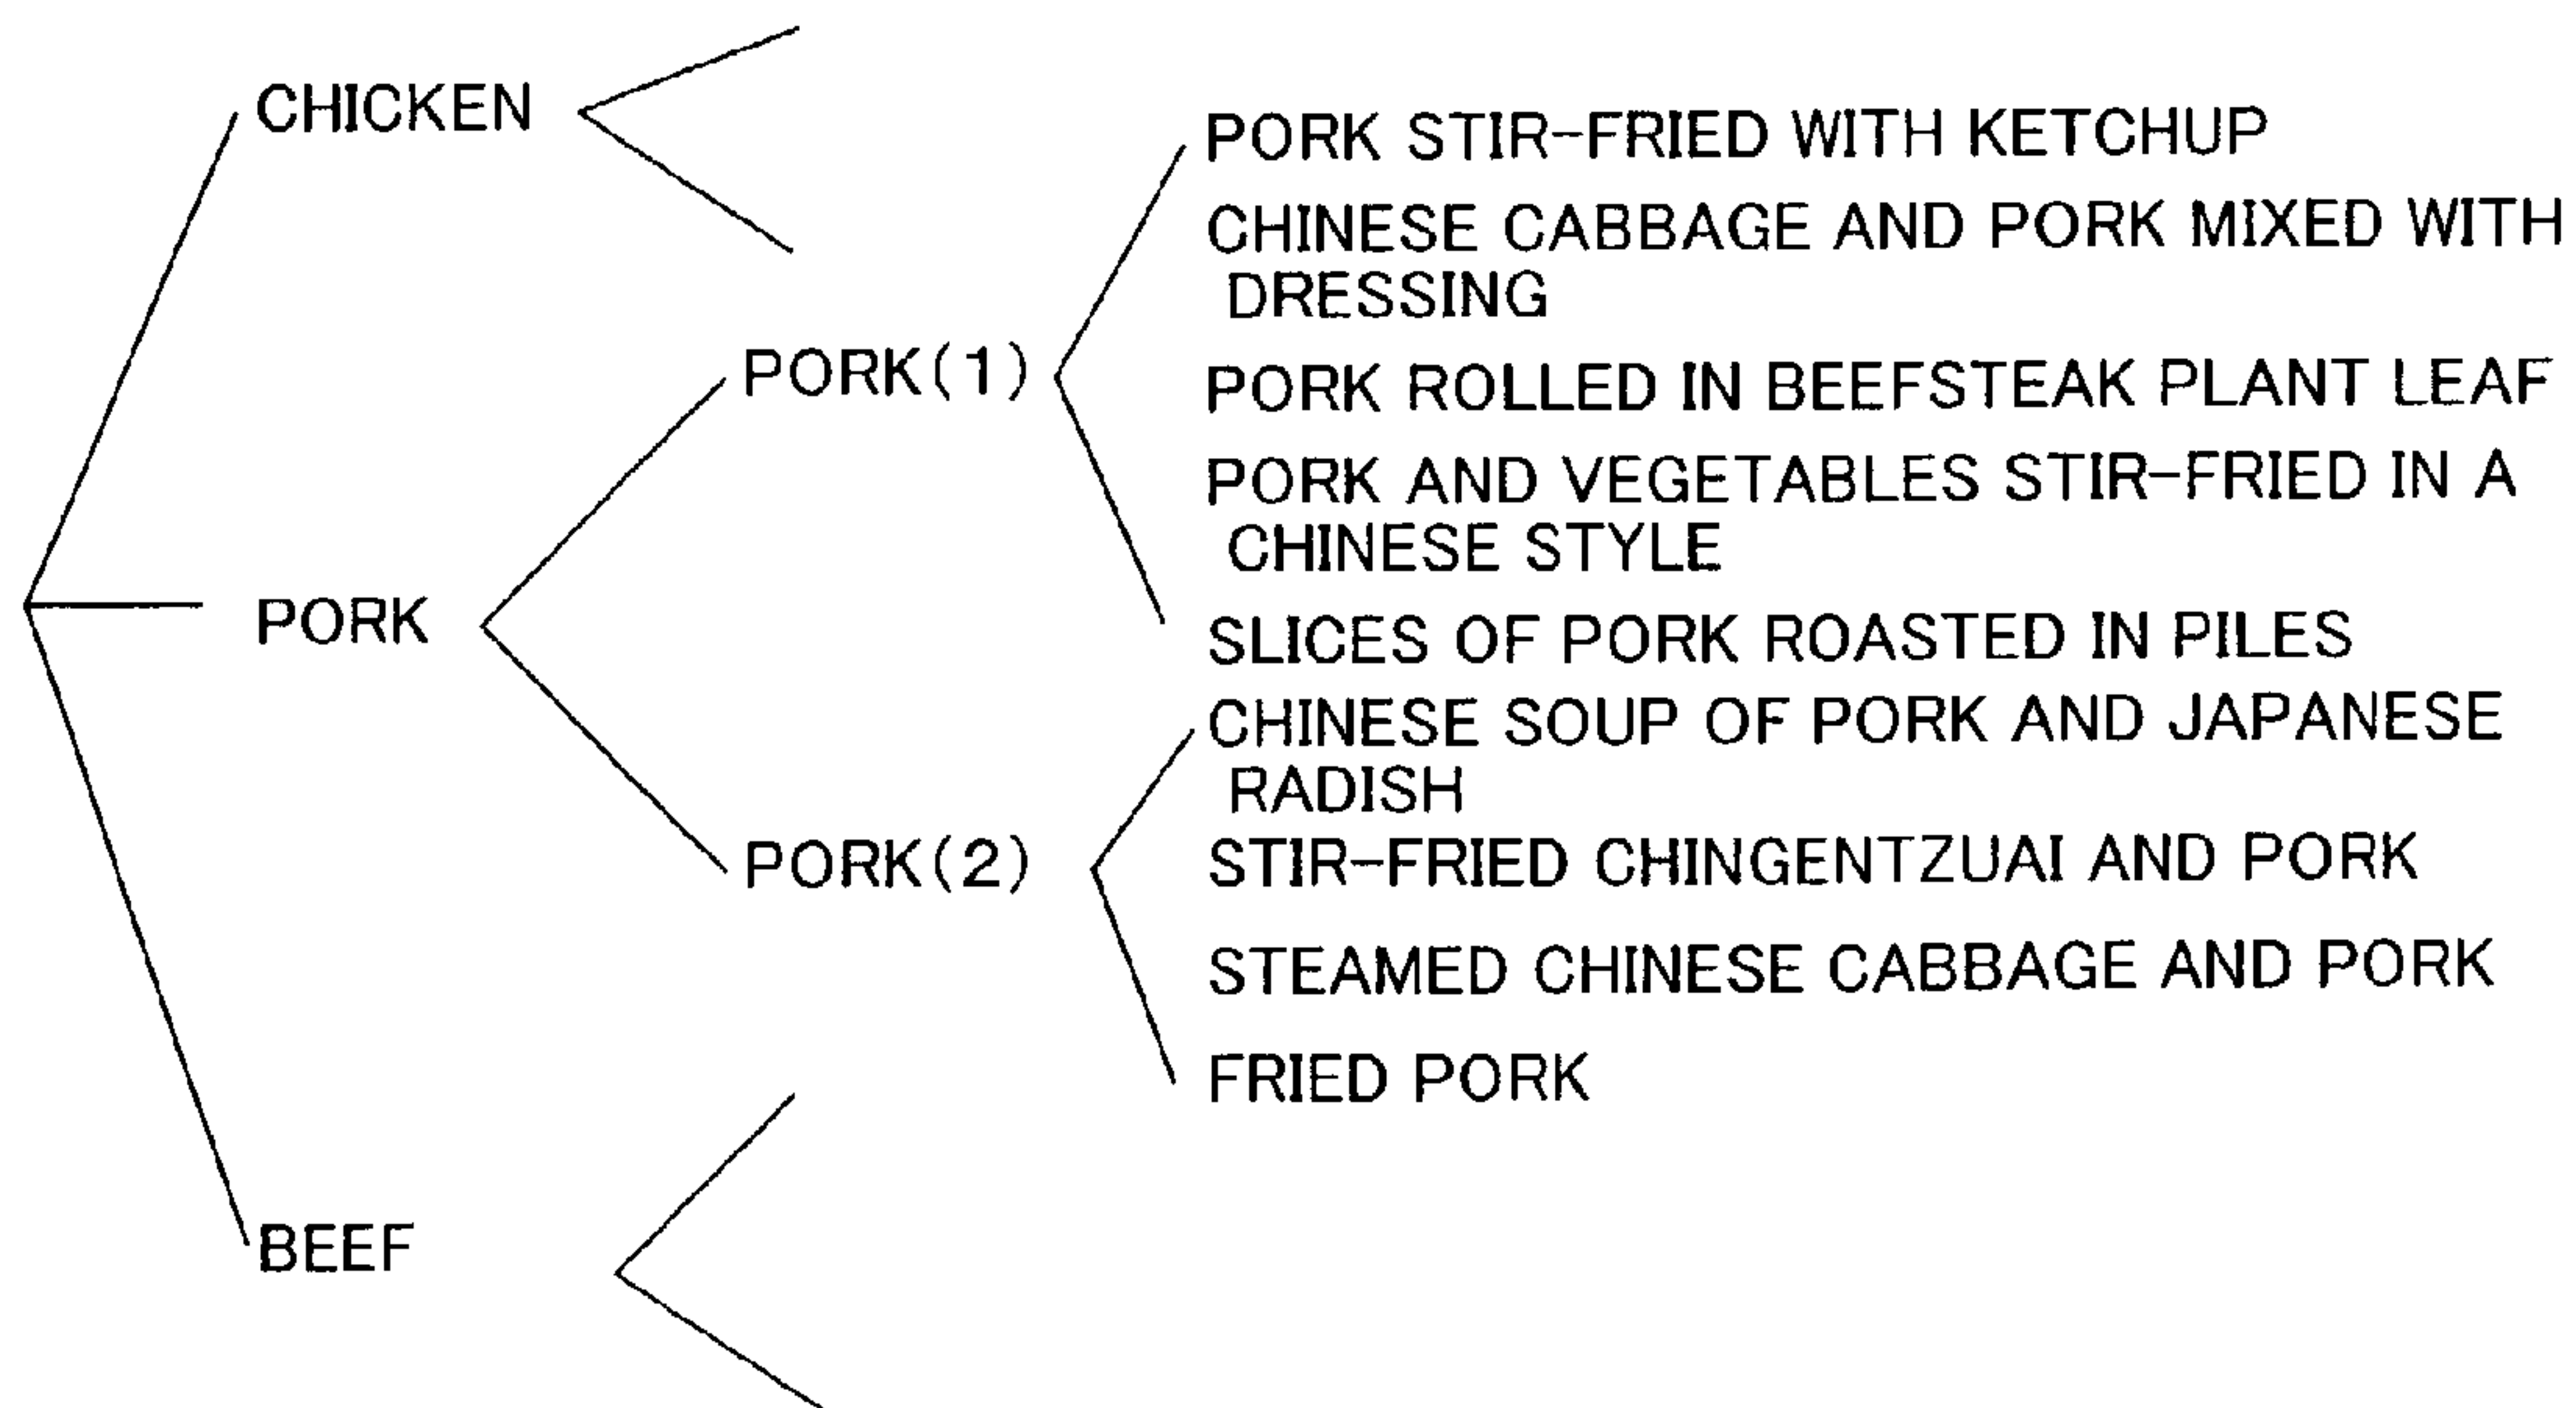 CHICKEN
PORK STIR-FRIED WITH KETCHUP
CHINESE CABBAGE AND PORK MIXED WITH
DRESSING
PORK(1)
PORK ROLLED IN BEEFSTEAK PLANT LEAF
PORK AND VEGETABLES STIR-FRIED IN A
CHINESE STYLE
PORK
SLICES OF PORK ROASTED IN PILES
CHINESE SOUP OF PORK AND JAPANESE
RADISH
PORK(2)
STIR-FRIED CHINGENTZUAI AND PORK
STEAMED CHINESE CABBAGE AND PORK
FRIED PORK
BEEF